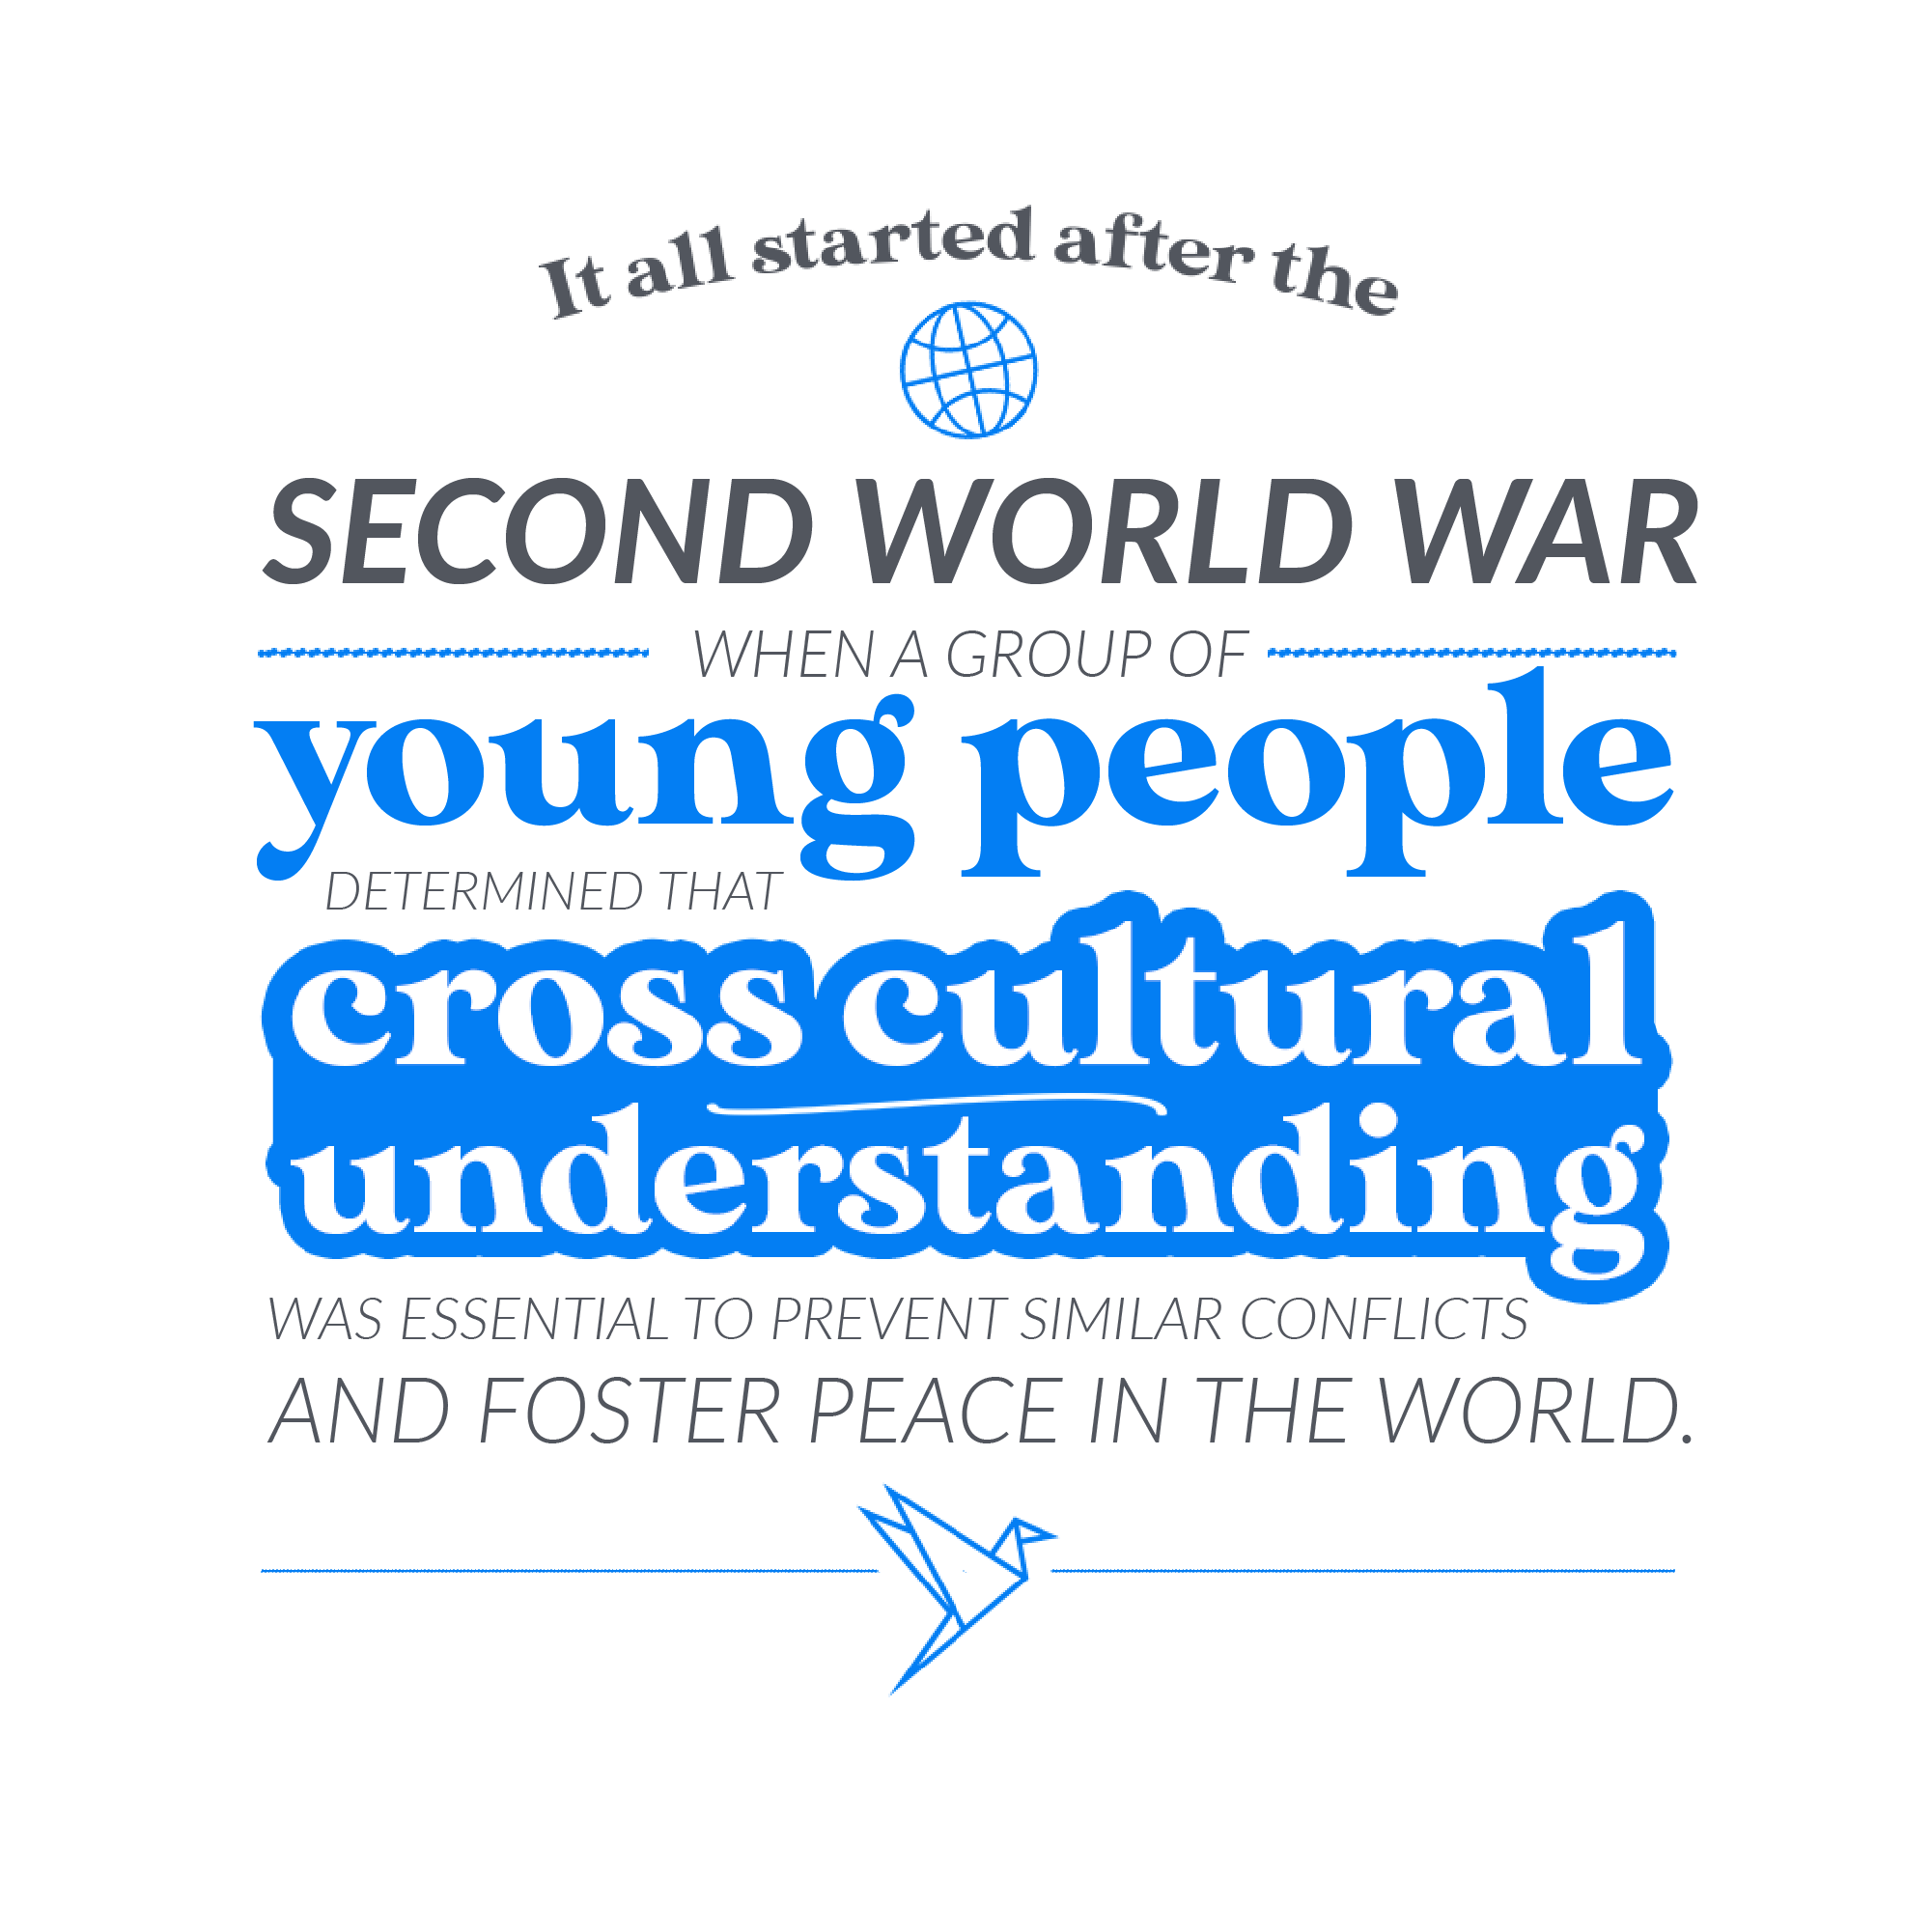 It all started after the
SECOND WORLD WAR
WHEN A GROUP OF
young people
DETERMINED THAT
cross cultural
understanding
WAS ESSENTIAL TO PREVENT SIMILAR CONFLICTS
AND FOSTER PEACE IN THE WORLD.